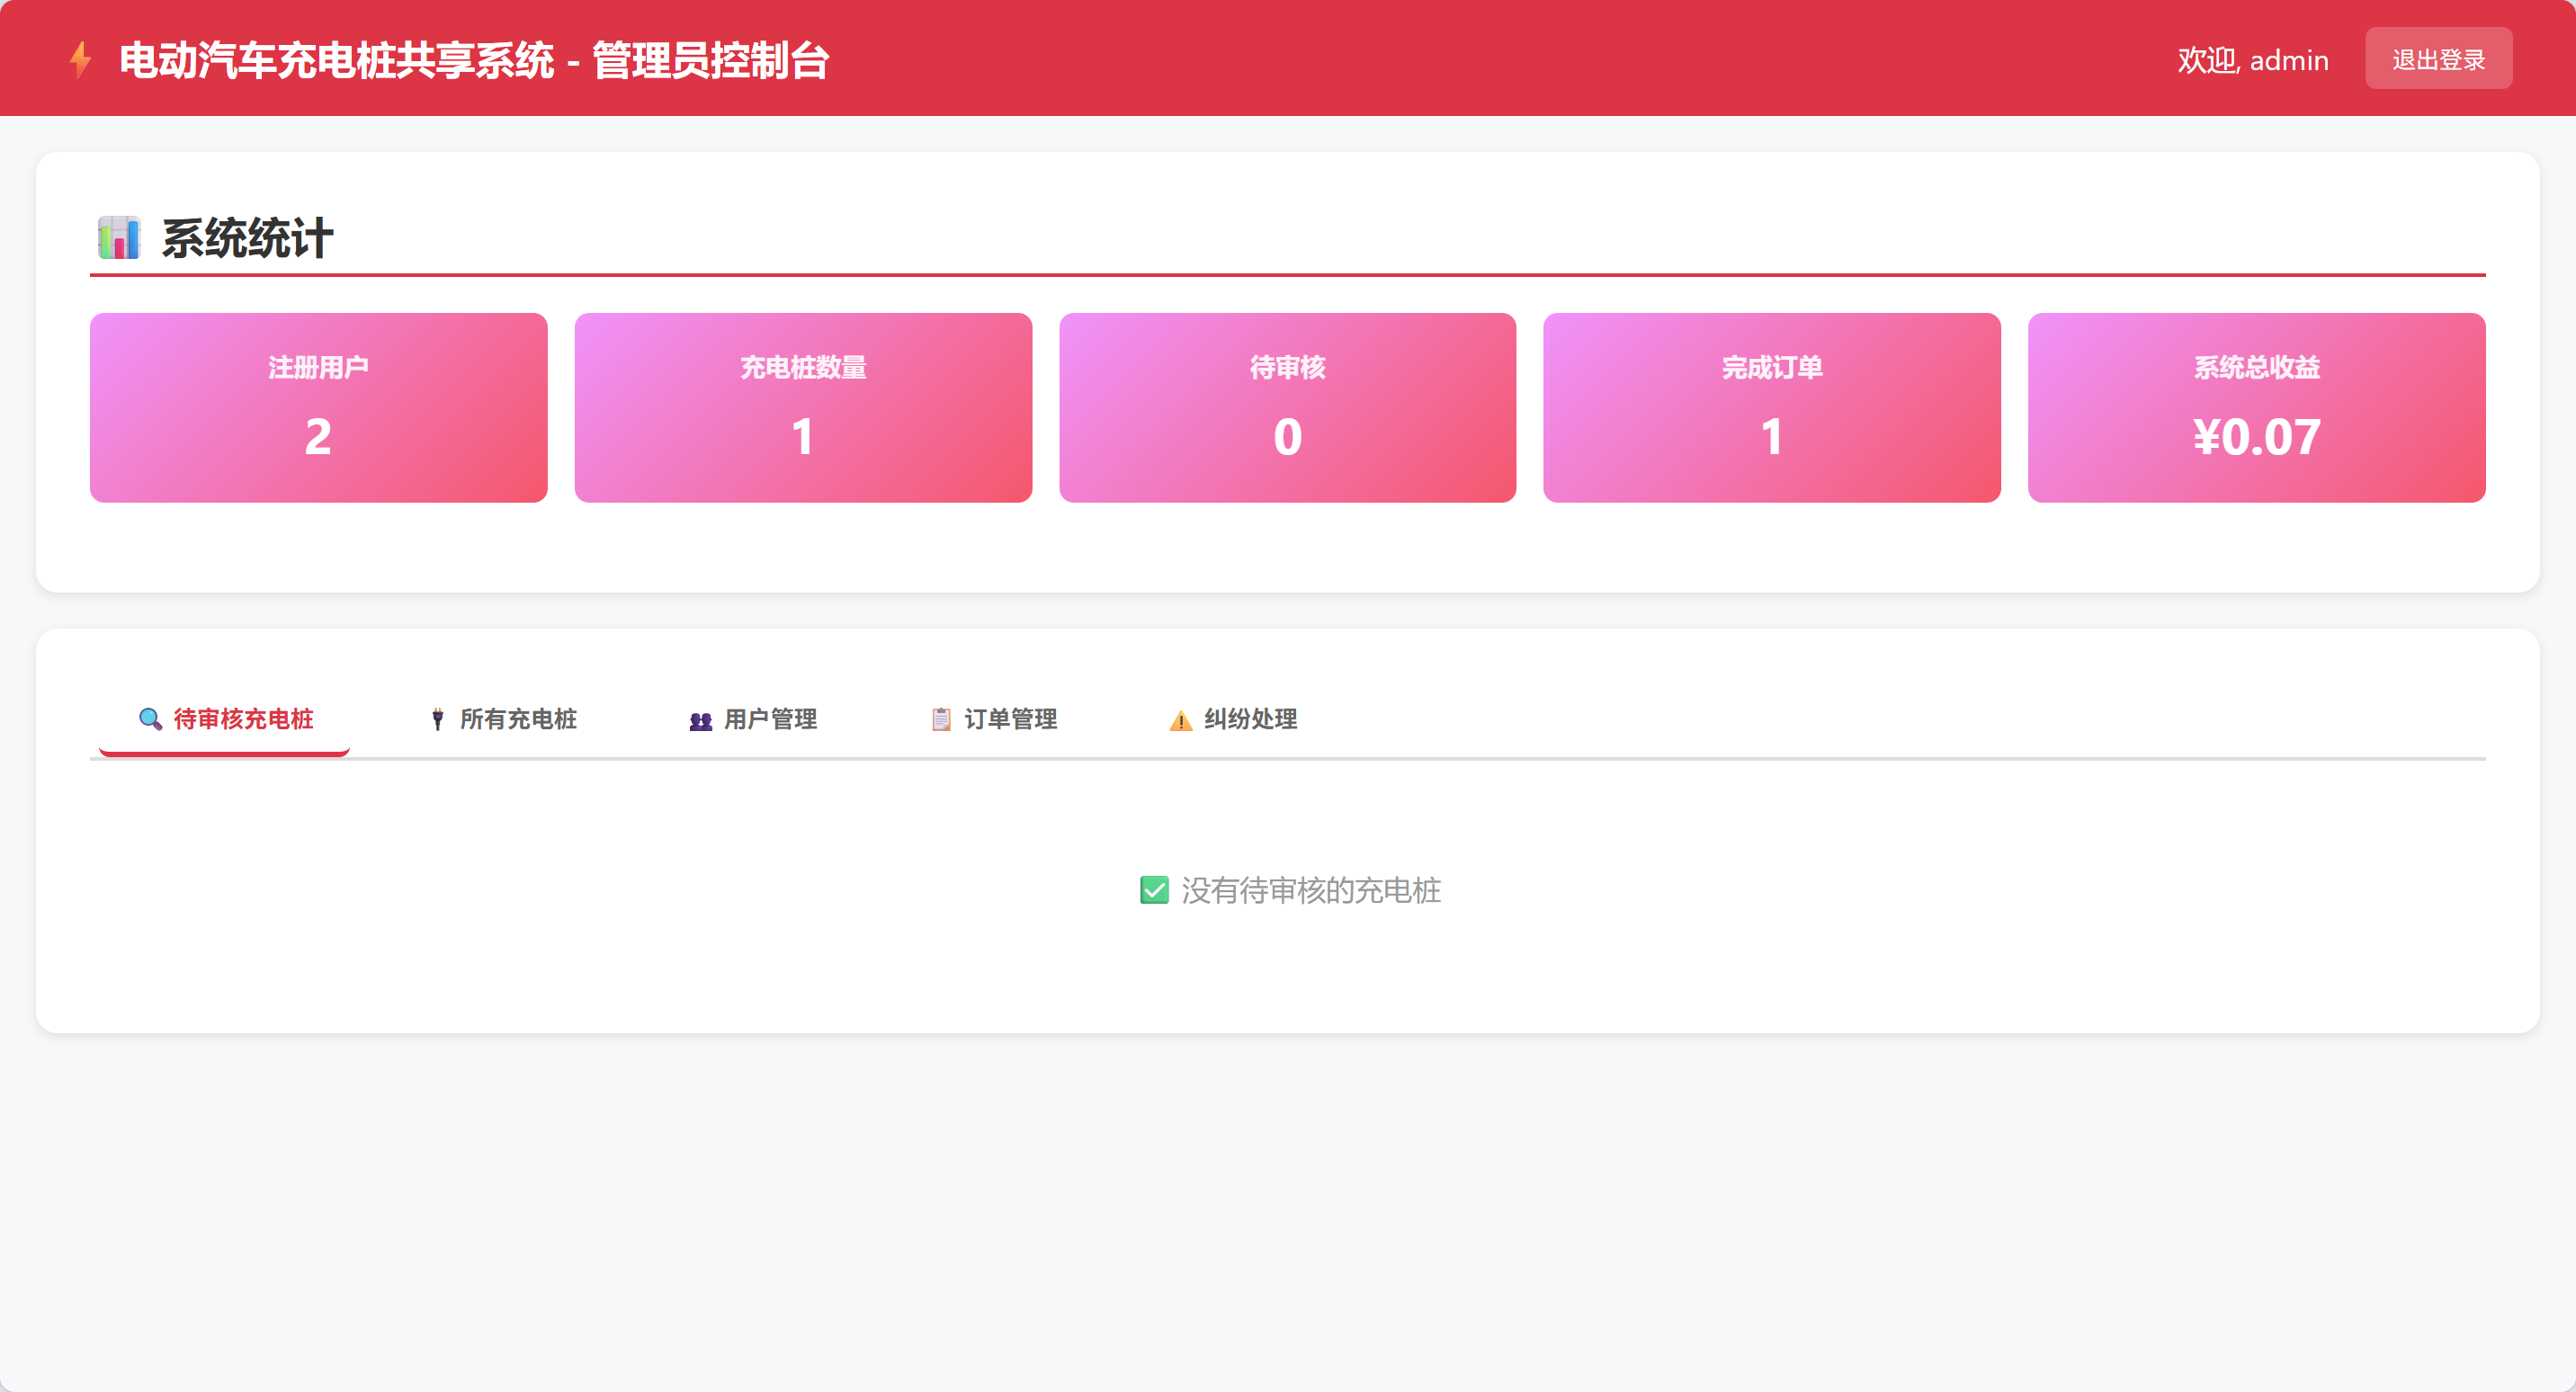 电动汽车充电桩共享系统 - 管理员控制台
欢迎, admin
退出登录
系统统计
注册用户
2
充电桩数量
1
待审核
0
完成订单
1
系统总收益
¥0.07
待审核充电桩
所有充电桩
用户管理
订单管理
纠纷处理
没有待审核的充电桩